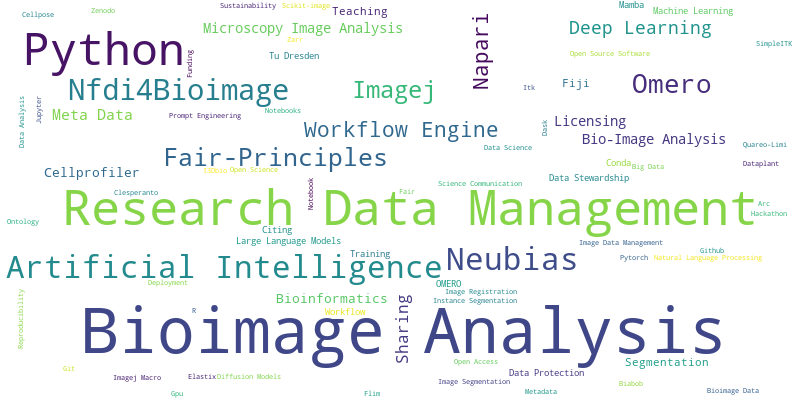 Sustainability
Scikit-image
Mamba
Cellpose
Zenodo
Teaching
Machine Learning
Microscopy Image Analysis
Deep Learning
Napari
Python
Zarr
SimpleITK
Tu Dresden
Open Source Software
Funding
Nfdi4Bioimage
Imagej
Itk
Fiji
Omero
Data Analysis
Jupyter
Meta Data
Prompt Engineering
Notebooks
Workflow Engine
Dask
Licensing
Bio-Image Analysis
Data Science
Quareo-Limi
Fair-Principles
Cellprofiler
I3Dbio
Open Science
Conda
Big Data
Dataplant
Data Stewardship
Clesperanto
Notebook
Fair
Science Communication
Research Data Management
Arc
Hackathon
Ontology
Citing
Large Language Models
Image Data Management
Training
Github
Artificial Intelligence
Neubias
Pytorch
Natural Language Processing
Deployment
OMERO
Image Registration
Bioinformatics
Instance Segmentation
Reproducibility
R
Workflow
Sharing
Bioimage Analysis
Open Access
Segmentation
Git
Imagej Macro
Elastix
Diffusion Models
Data Protection
Image Segmentation
Biabob
Gpu
Flim
Metadata
Bioimage Data